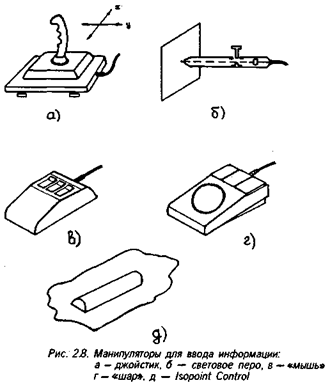 x
y
а)
б)
в)
г)
д)
Рис. 2.8. Манипуляторы для ввода информации:
а — джойстик, б — световое перо, в — «мышь»
г — «шар», д — Isopoint Control